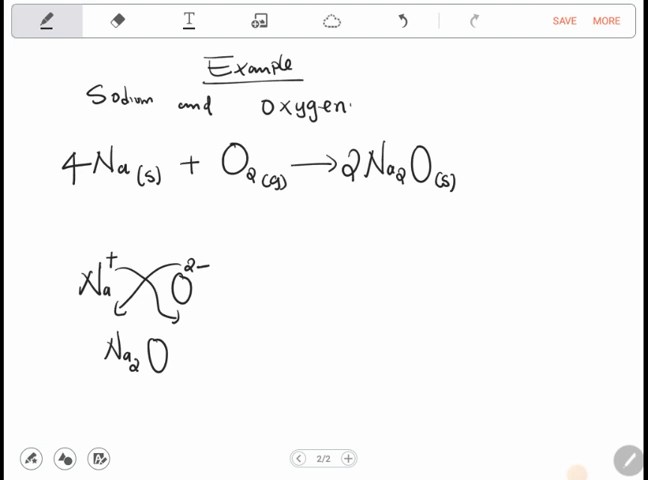 T
SAVE MORE
Example
Sodium and Oxygen.
4Na(s) + O₂(g) → 2Na₂O(s)
Na⁺ O²⁻
Na₂O
2/2